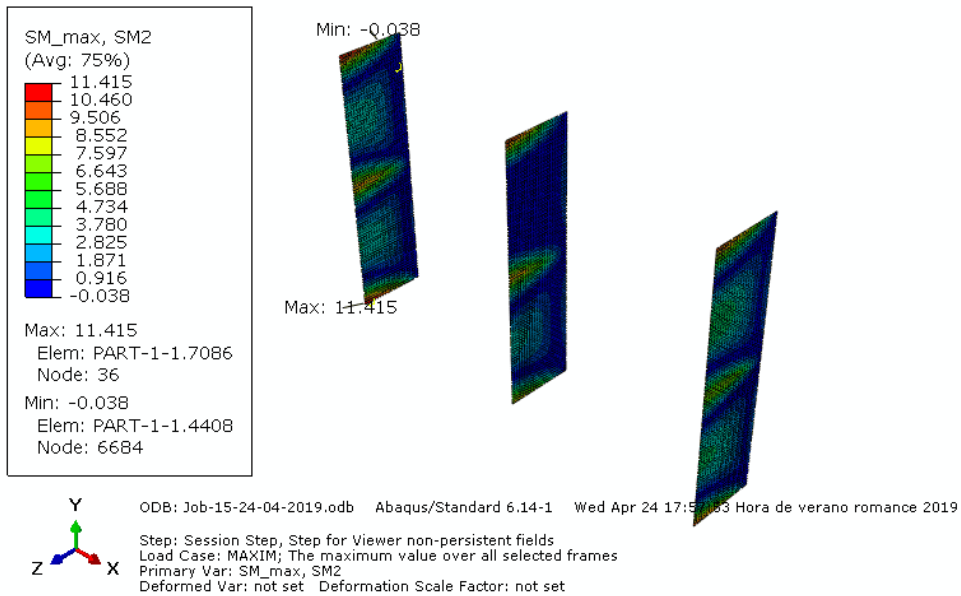 SM_max, SM2
(Avg: 75%)
11.415
10.460
9.506
8.552
7.597
6.643
5.688
4.734
3.780
2.825
1.871
0.916
-0.038
Max: 11.415
Elem: PART-1-1.7086
Node: 36
Min: -0.038
Elem: PART-1-1.4408
Node: 6684
Min: -0.038
Max: 11.415
Y
Z
X
ODB: Job-15-24-04-2019.odb Abaqus/Standard 6.14-1 Wed Apr 24 Hora de verano romance 2019
Step: Session Step, Step for Viewer non-persistent fields
Load Case: MAXIM; The maximum value over all selected frames
Primary Var: SM_max, SM2
Deformed Var: not set Deformation Scale Factor: not set